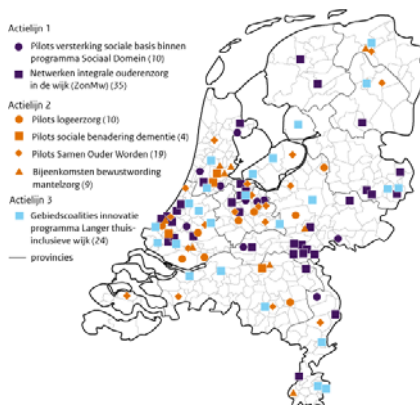 Actielijn 1
Pilots versterking sociale basis binnen
programma Sociaal Domein (10)
Netwerken integrale ouderenzorg
in de wijk (ZonMw) (35)
Actielijn 2
Pilots logeerzorg (10)
Pilots sociale benadering dementie (4)
Pilots Samen Ouder Worden (19)
Bijeenkomsten bewustwording
mantelzorg (9)
Actielijn 3
Gebiedscoalities innovatie
programma Langer thuis-
inclusieve wijk (24)
provincies